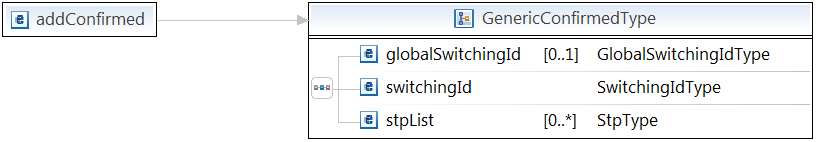 addConfirmed
GenericConfirmedType
globalSwitchingId [0..1] GlobalSwitchingIdType
switchingId SwitchingIdType
stpList [0..*] StpType